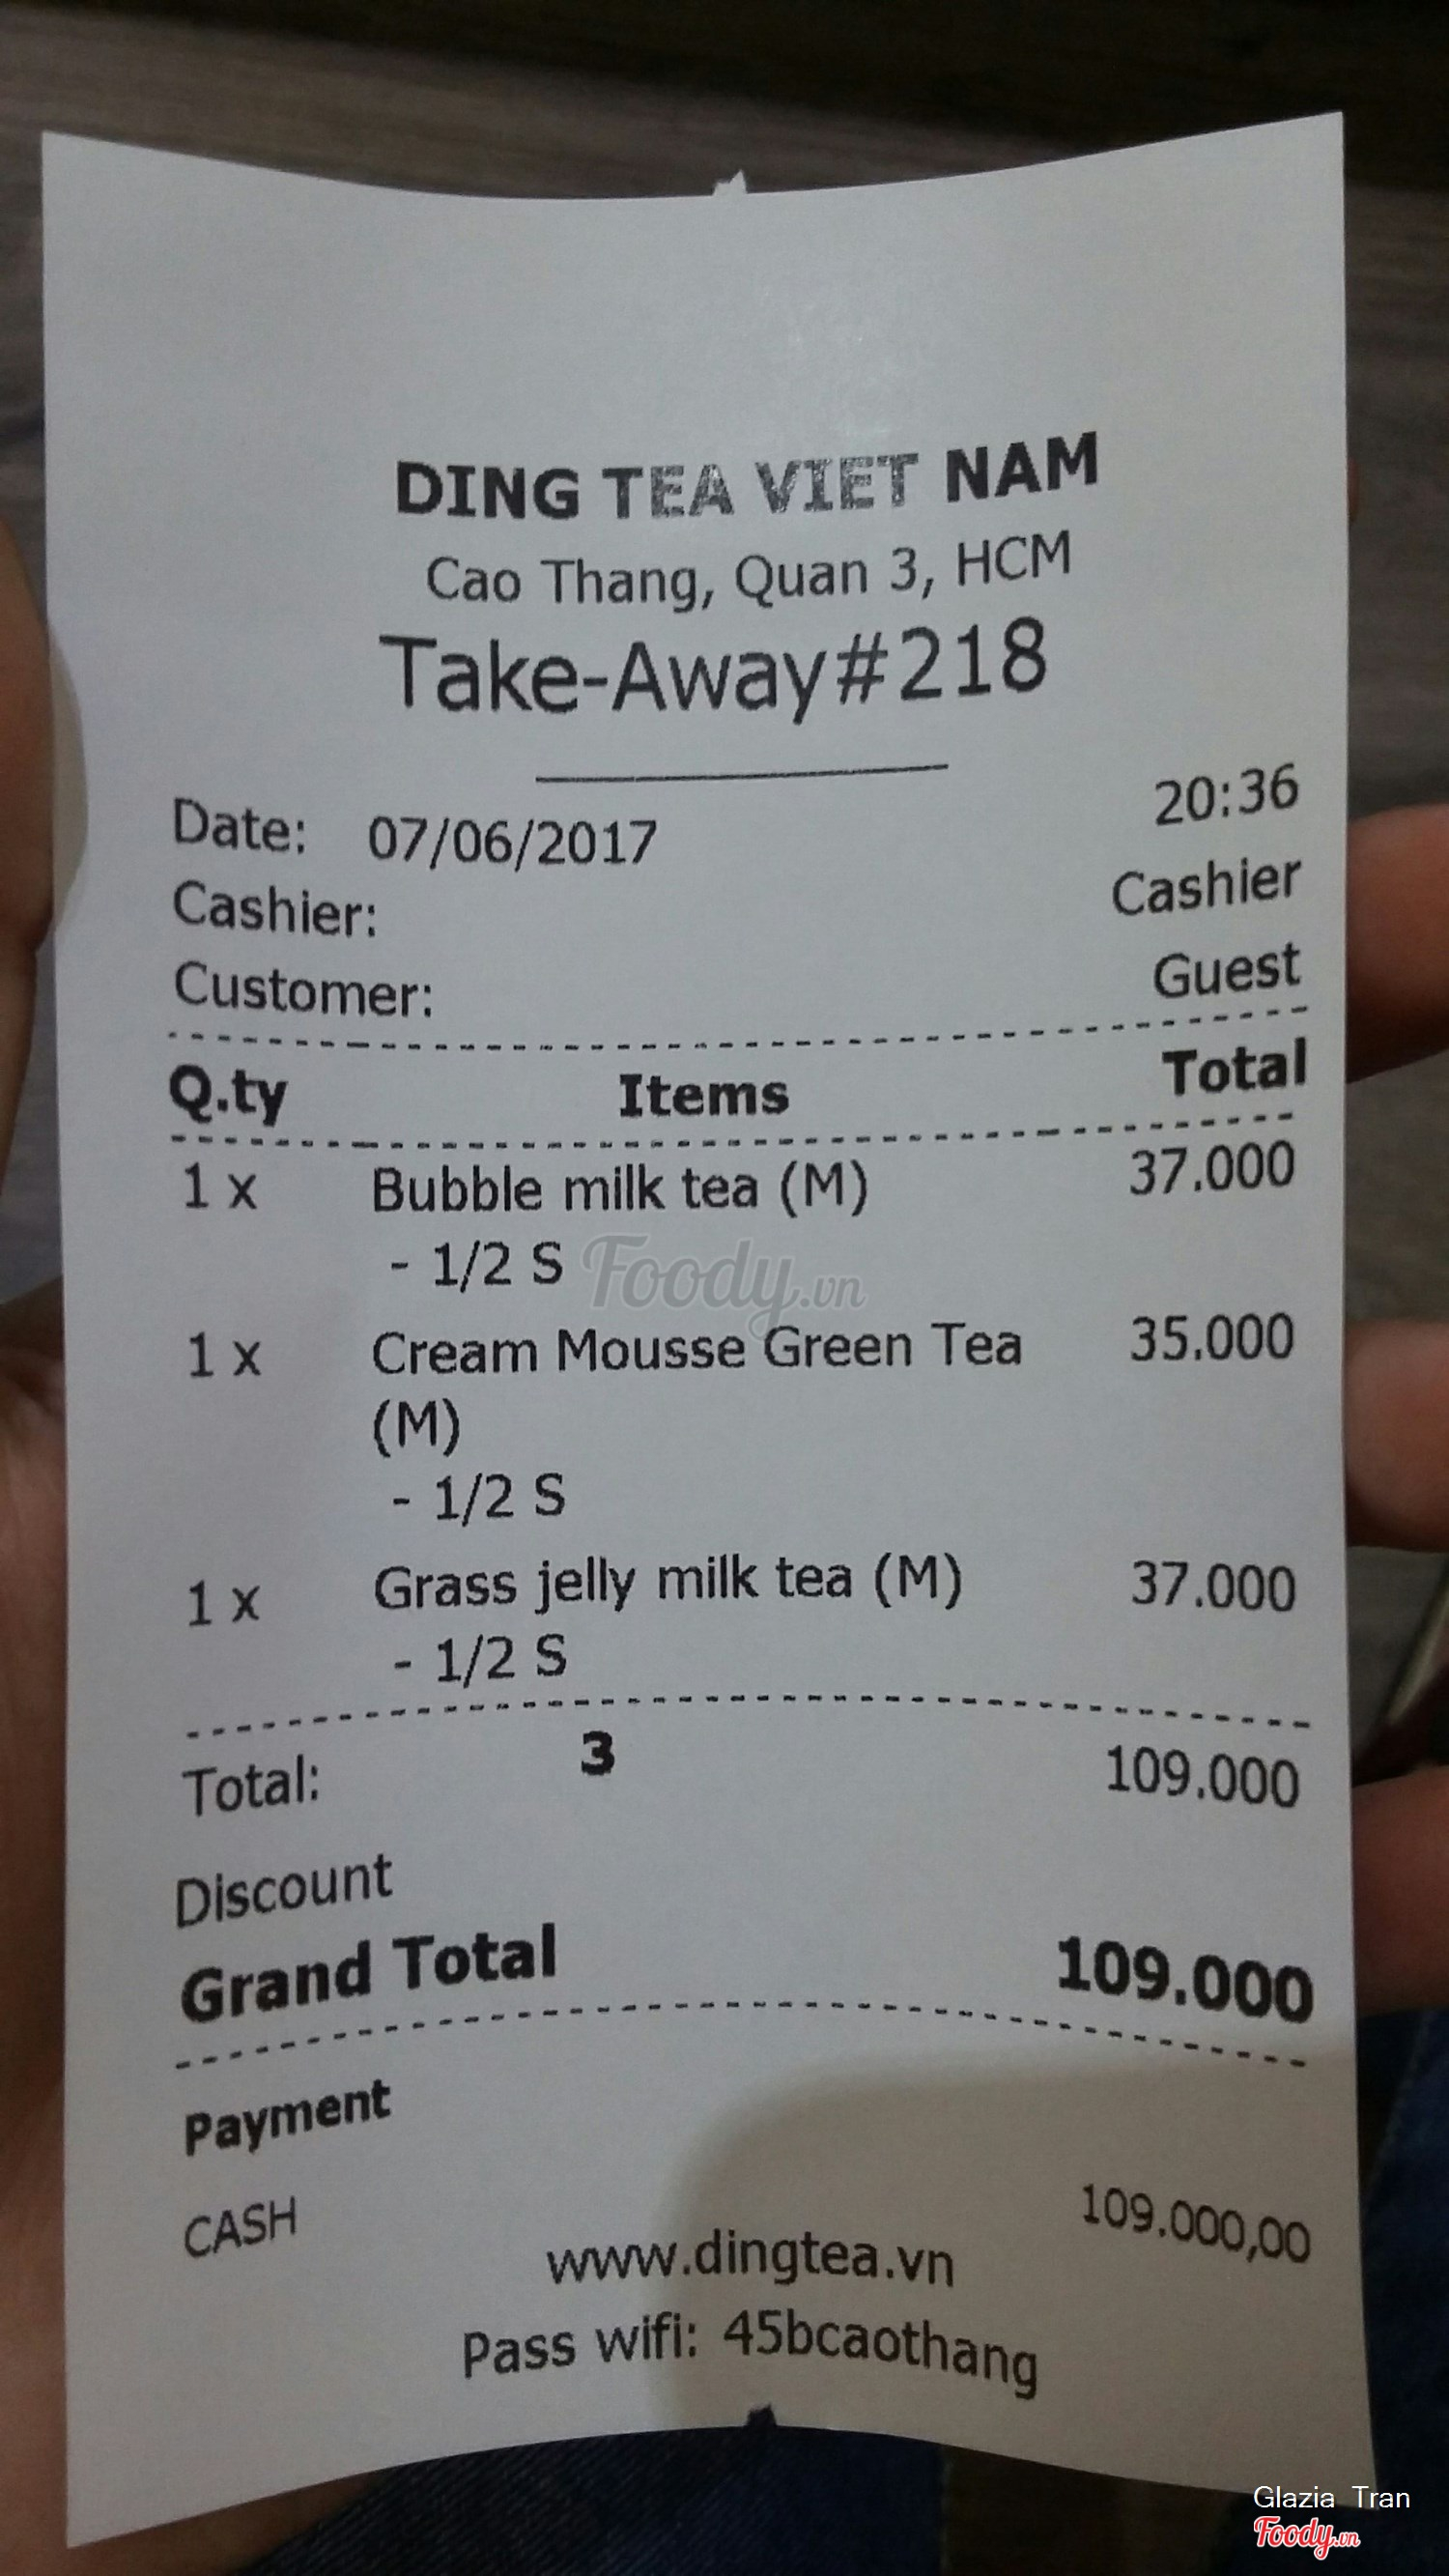 DING TEA VIET NAM
Cao Thang, Quan 3, HCM
Take-Away#218
Date: 07/06/2017 20:36
Cashier: Cashier
Customer: Guest
Q.ty Items Total
1 x Bubble milk tea (M) 37.000
- 1/2 S
Foody.vn
1 x Cream Mousse Green Tea 35.000
(M)
- 1/2 S
1 x Grass jelly milk tea (M) 37.000
- 1/2 S
Total: 3 109.000
Discount
Grand Total 109.000
Payment
CASH 109.000,00
www.dingtea.vn
Pass wifi: 45bcaothang
Glazia Tran
Foody.vn